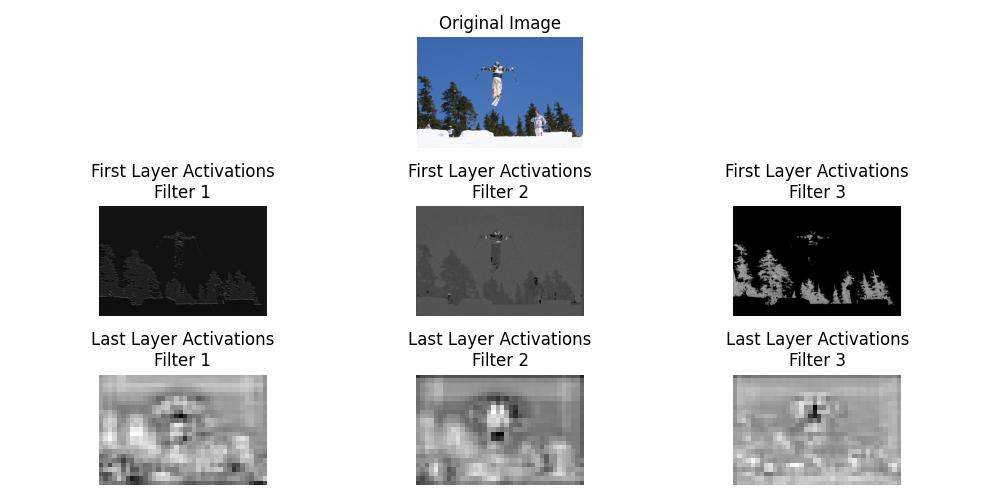 Original Image
First Layer Activations
Filter 1
First Layer Activations
Filter 2
First Layer Activations
Filter 3
Last Layer Activations
Filter 1
Last Layer Activations
Filter 2
Last Layer Activations
Filter 3